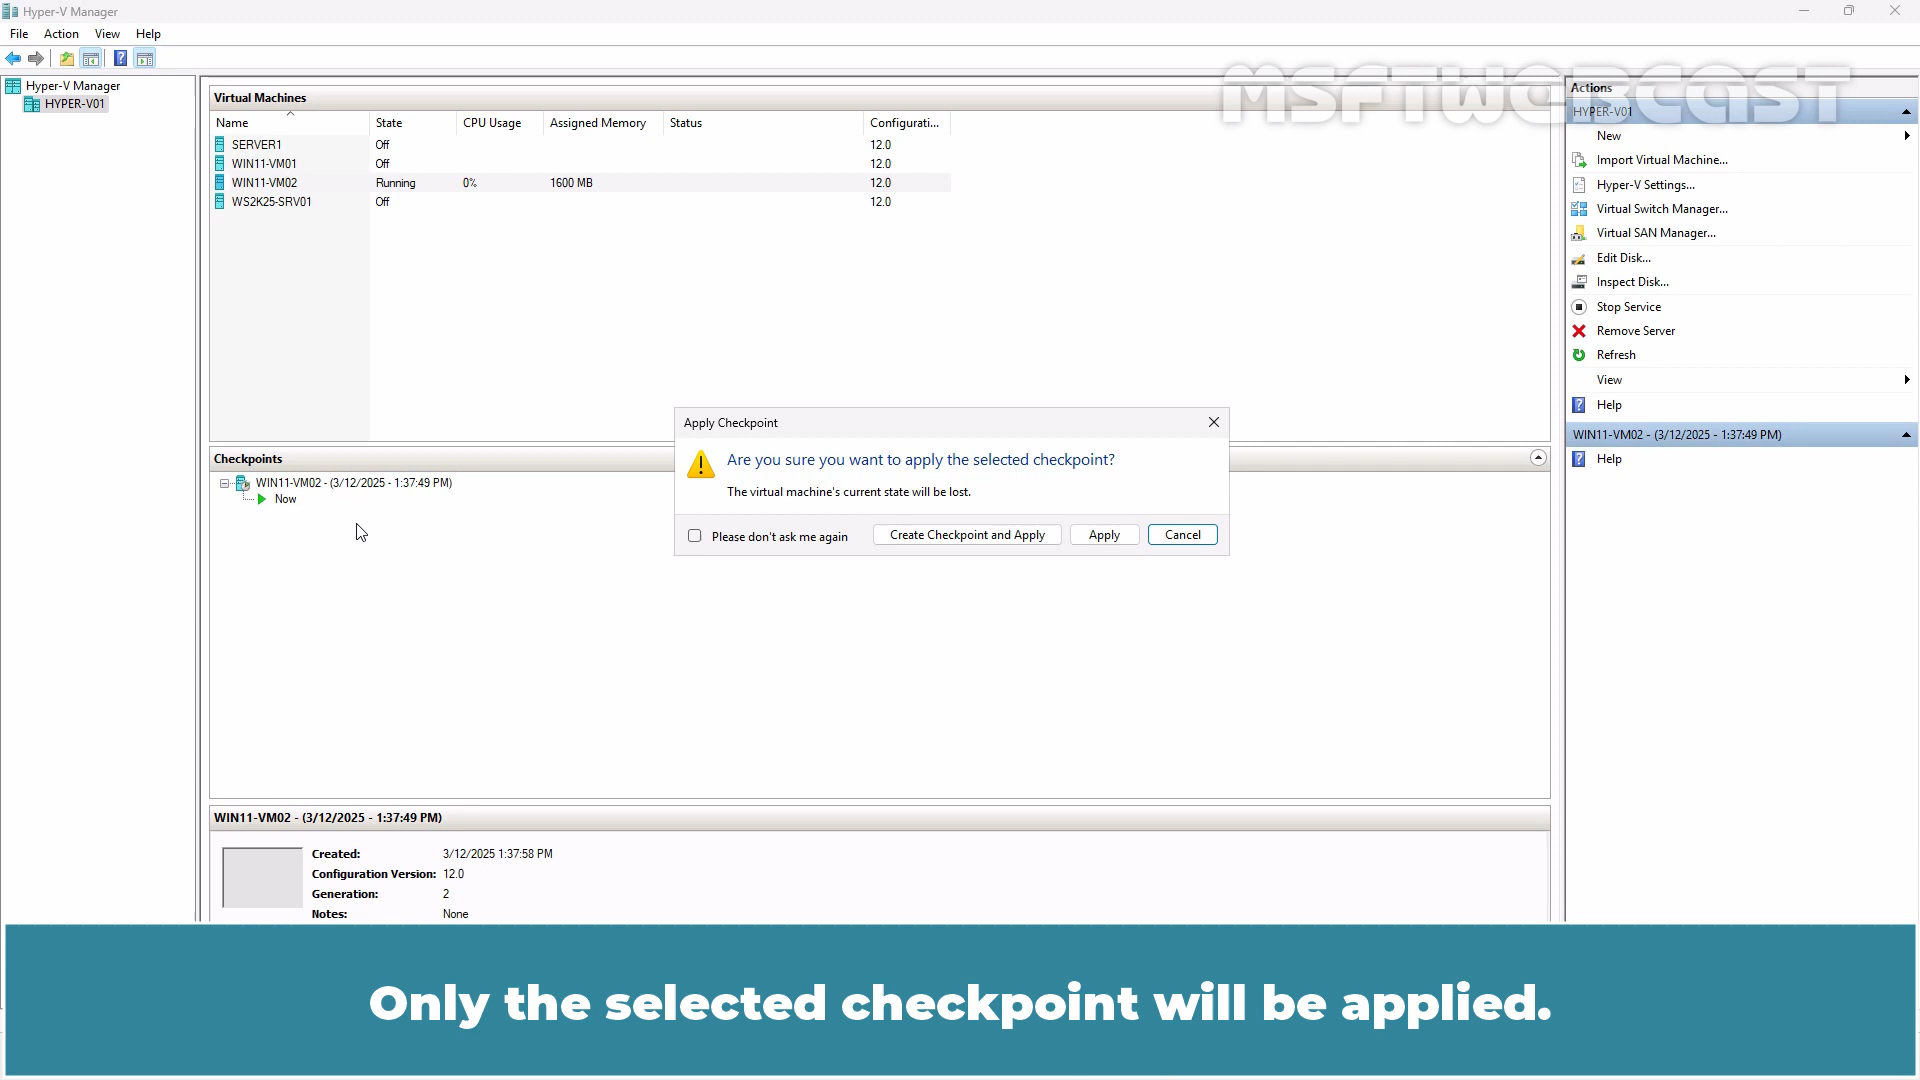 Hyper-V Manager
File Action View Help
Hyper-V Manager
HYPER-V01
Virtual Machines
Name State CPU Usage Assigned Memory Status Configurati...
SERVER1 Off 12.0
WIN11-VM01 Off 12.0
WIN11-VM02 Running 0% 1600 MB 12.0
WS2K25-SRV01 Off 12.0
Checkpoints
WIN11-VM02 - (3/12/2025 - 1:37:49 PM)
Now
Apply Checkpoint
Are you sure you want to apply the selected checkpoint?
The virtual machine's current state will be lost.
Please don't ask me again Create Checkpoint and Apply Apply Cancel
WIN11-VM02 - (3/12/2025 - 1:37:49 PM)
Created: 3/12/2025 1:37:58 PM
Configuration Version: 12.0
Generation: 2
Notes: None
MSFTWEBCAST
Actions
HYPER-V01
New
Import Virtual Machine...
Hyper-V Settings...
Virtual Switch Manager...
Virtual SAN Manager...
Edit Disk...
Inspect Disk...
Stop Service
Remove Server
Refresh
View
Help
WIN11-VM02 - (3/12/2025 - 1:37:49 PM)
Help
Only the selected checkpoint will be applied.